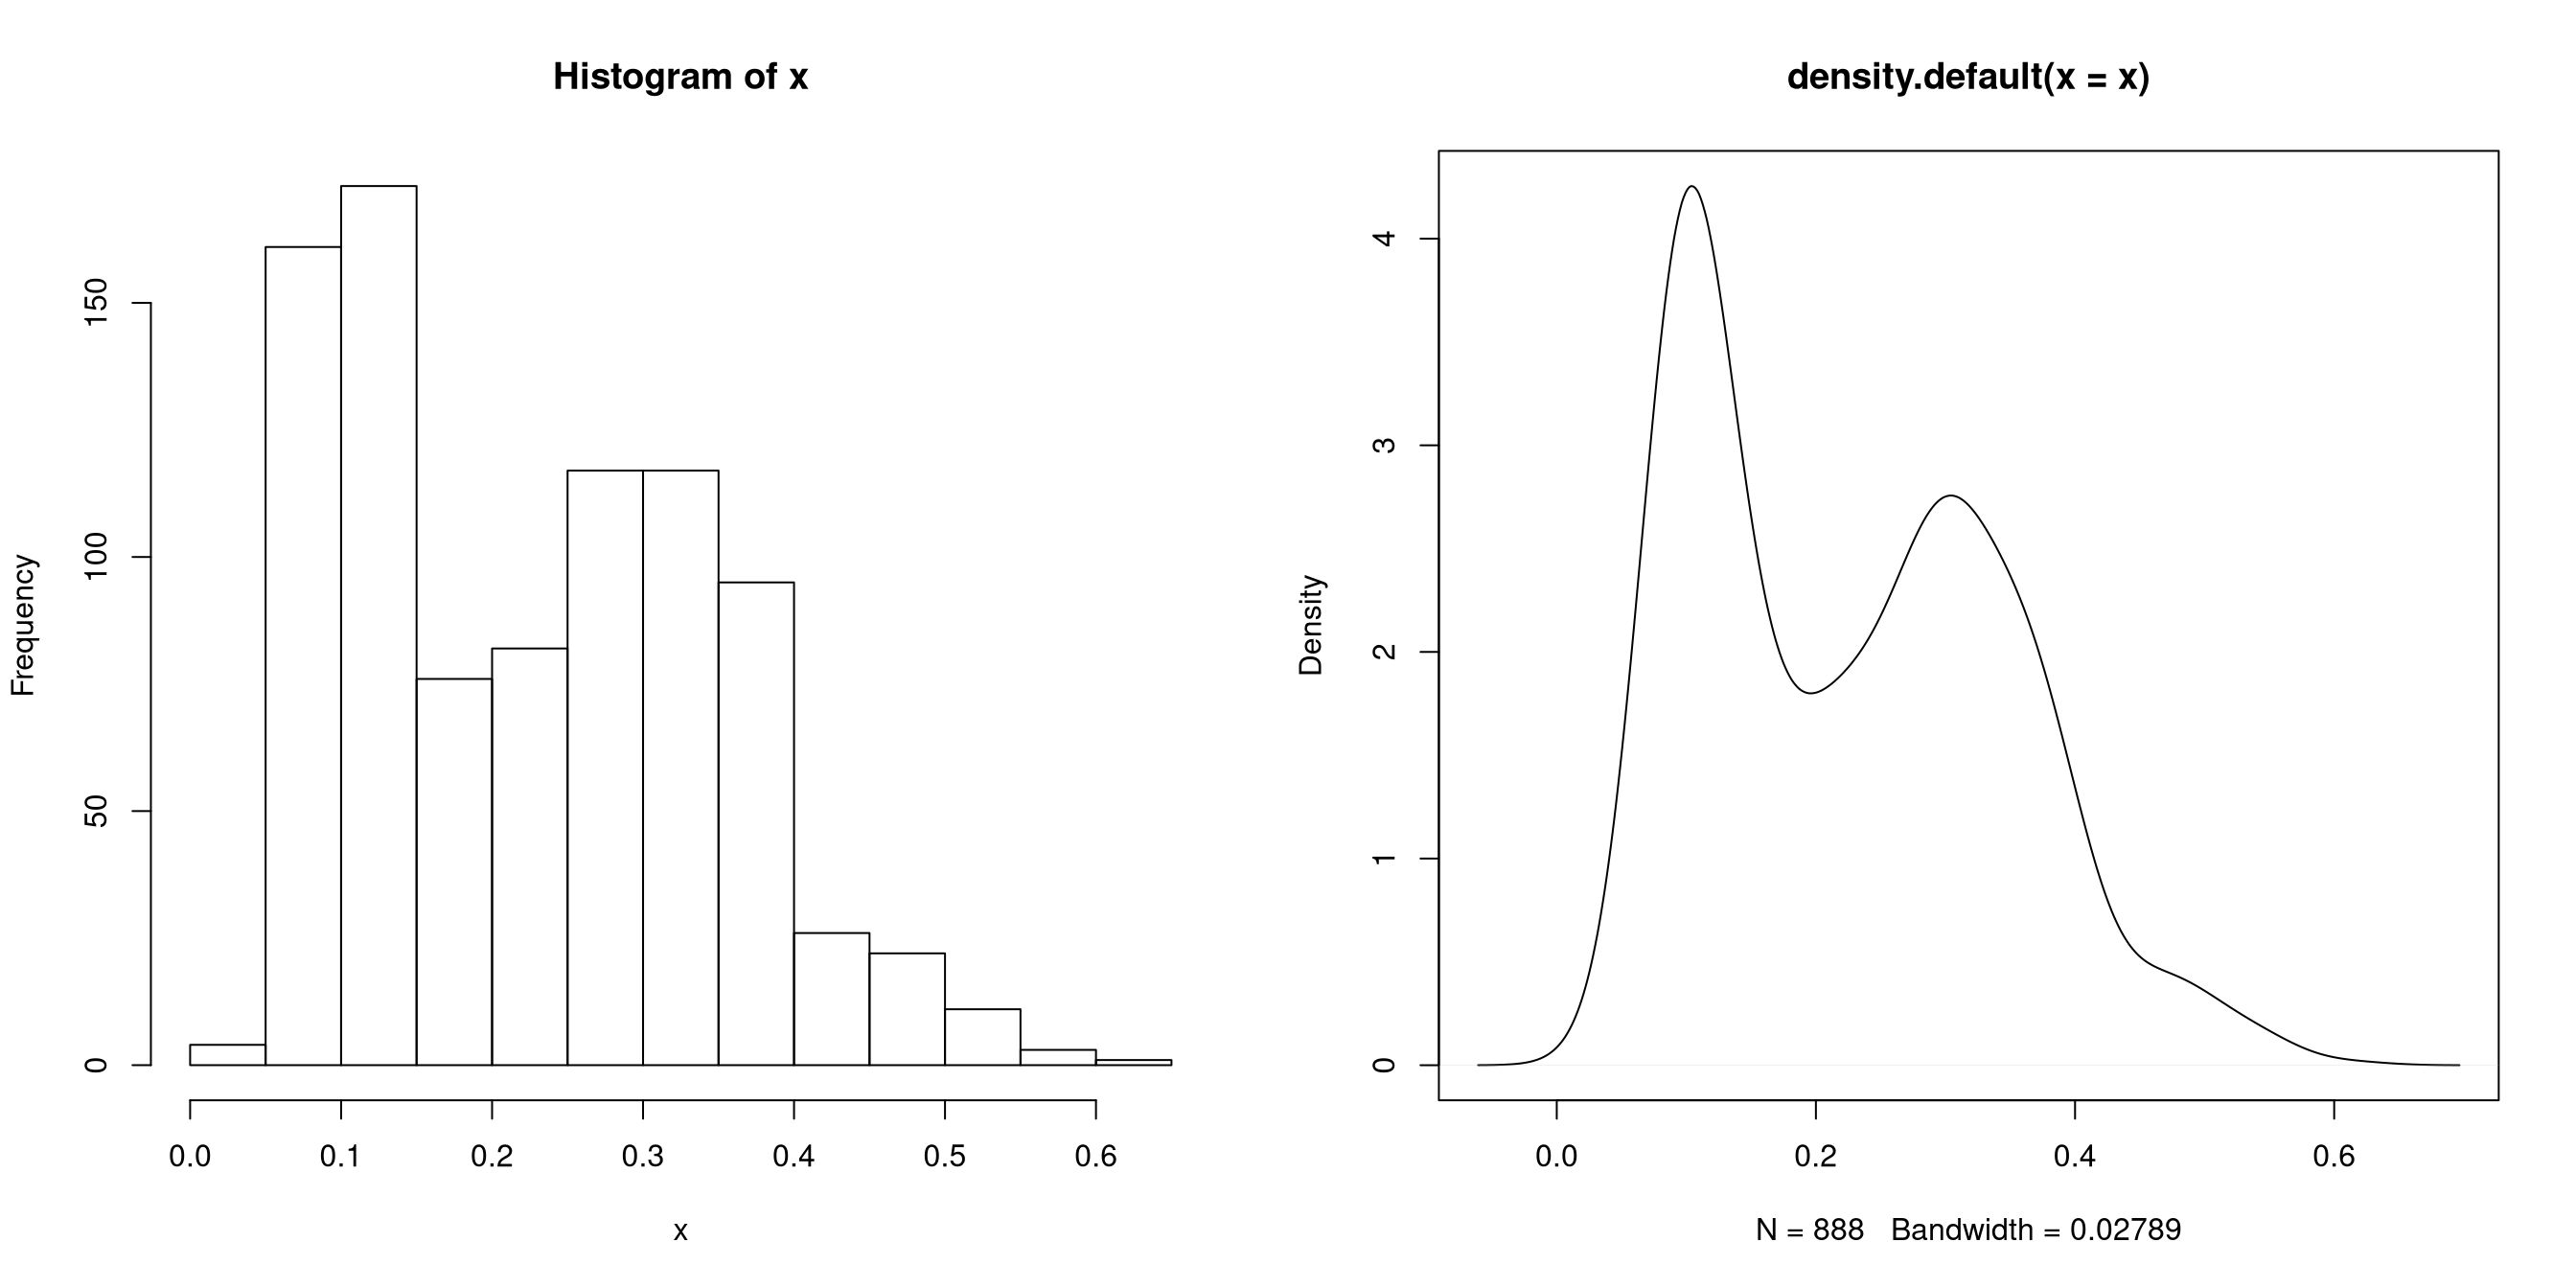 Histogram of x
Frequency
150
100
50
0
0.0 0.1 0.2 0.3 0.4 0.5 0.6
x
density.default(x = x)
Density
4
3
2
1
0
0.0 0.2 0.4 0.6
N = 888 Bandwidth = 0.02789